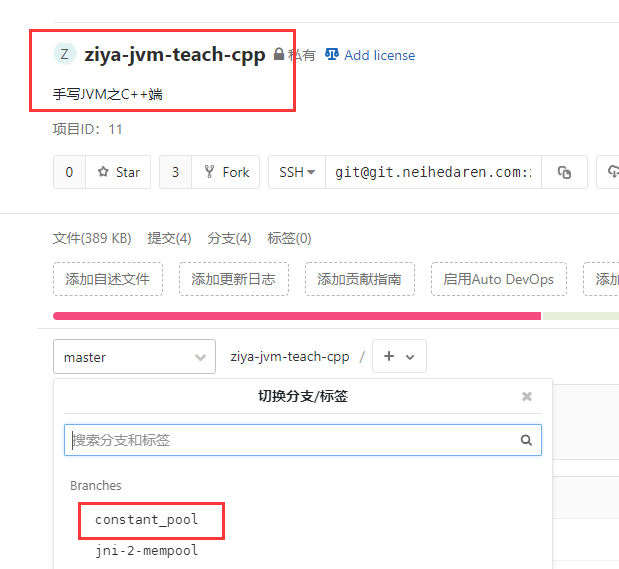 Z ziya-jvm-teach-cpp 私有 Add license
手写JVM之C++端
项目ID: 11
0 Star 3 Fork SSH git@git.neihedaren.com:
文件(389 KB) 提交(4) 分支(4) 标签(0)
添加自述文件 添加更新日志 添加贡献指南 启用Auto DevOps 添加
master ziya-jvm-teach-cpp / +
切换分支/标签 ×
搜索分支和标签
Branches
constant_pool
jni-2-mempool